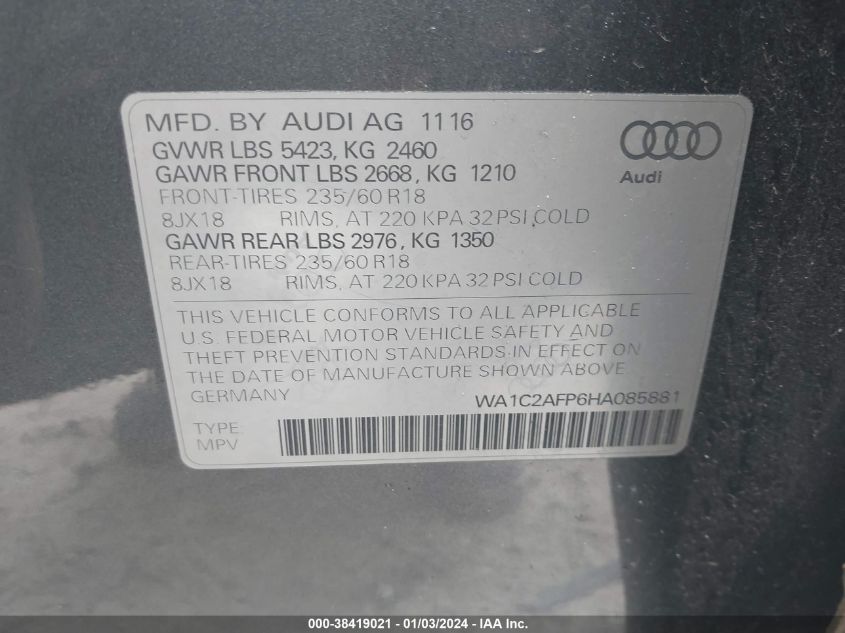 MFD. BY AUDI AG 11 16
GVWR LBS 5423, KG 2460
GAWR FRONT LBS 2668, KG 1210
FRONT-TIRES 235/60 R18
8JX18 RIMS, AT 220 KPA 32 PSI COLD
GAWR REAR LBS 2976, KG 1350
REAR-TIRES 235/60 R18
8JX18 RIMS, AT 220 KPA 32 PSI COLD
Audi
THIS VEHICLE CONFORMS TO ALL APPLICABLE
U.S. FEDERAL MOTOR VEHICLE SAFETY AND
THEFT PREVENTION STANDARDS IN EFFECT ON
THE DATE OF MANUFACTURE SHOWN ABOVE
GERMANY WA1C2AFP6HA085881
TYPE:
MPV
000-38419021 - 01/03/2024 - IAA Inc.